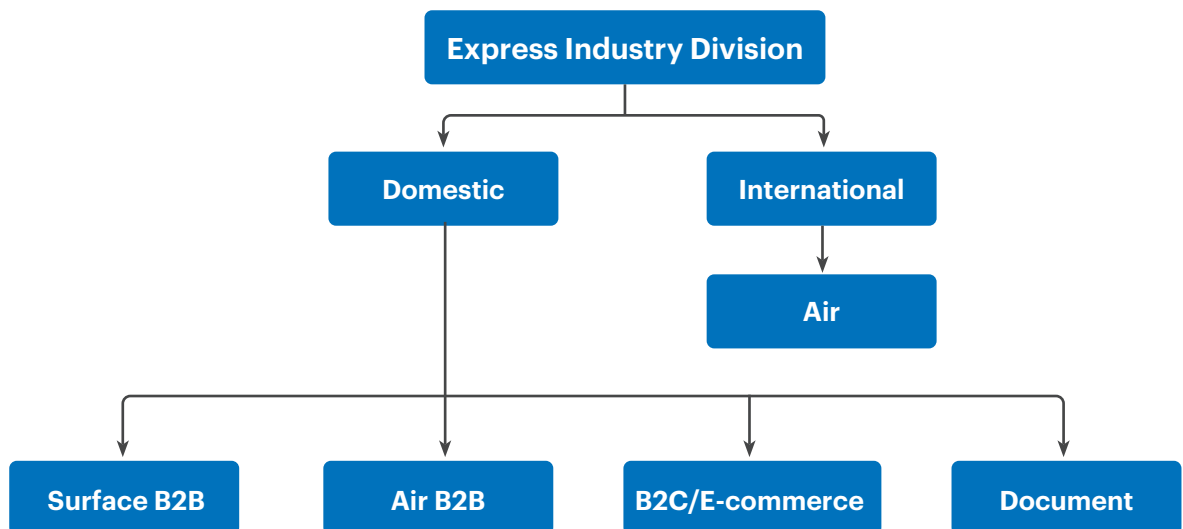 Express Industry Division
Domestic
International
Air
Surface B2B
Air B2B
B2C/E-commerce
Document